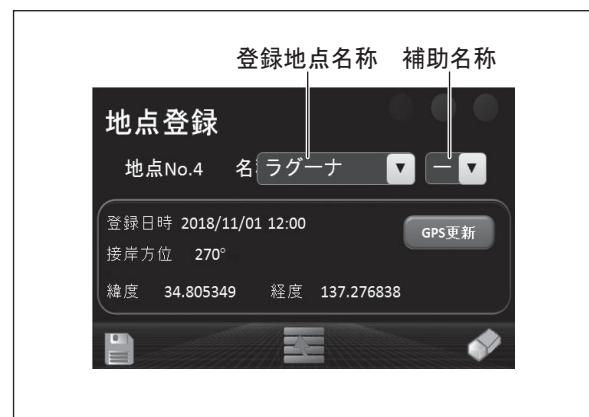 登録地点名称 補助名称
地点登録
地点No.4 名 ラグーナ ▼ ー ▼
登録日時 2018/11/01 12:00
GPS更新
接岸方位 270°
緯度 34.805349 経度 137.276838